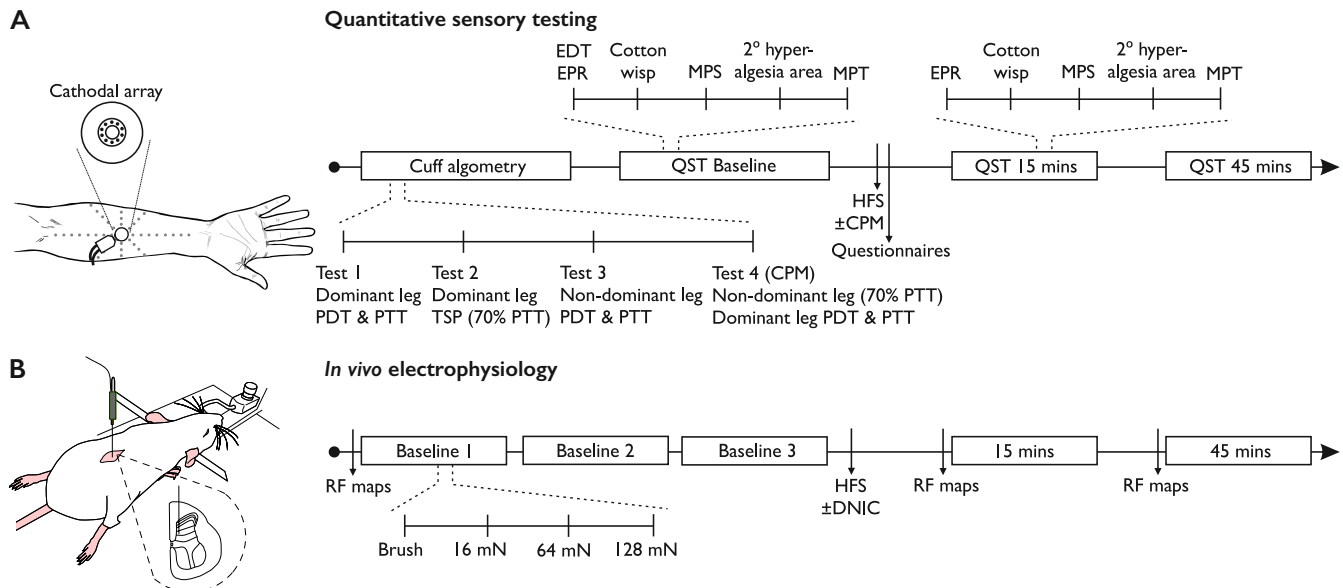 A
Quantitative sensory testing
Cathodal array
EDT
EPR
Cotton
wisp
MPS
2° hyper-
algesia area
MPT
EPR
Cotton
wisp
MPS
2° hyper-
algesia area
MPT
Cuff algometry
QST Baseline
QST 15 mins
QST 45 mins
HFS
±CPM
Questionnaires
Test 1
Dominant leg
PDT & PTT
Test 2
Dominant leg
TSP (70% PTT)
Test 3
Non-dominant leg
PDT & PTT
Test 4 (CPM)
Non-dominant leg (70% PTT)
Dominant leg PDT & PTT
B
In vivo electrophysiology
Baseline 1
Baseline 2
Baseline 3
15 mins
45 mins
RF maps
HFS
±DNIC
RF maps
RF maps
Brush
16 mN
64 mN
128 mN